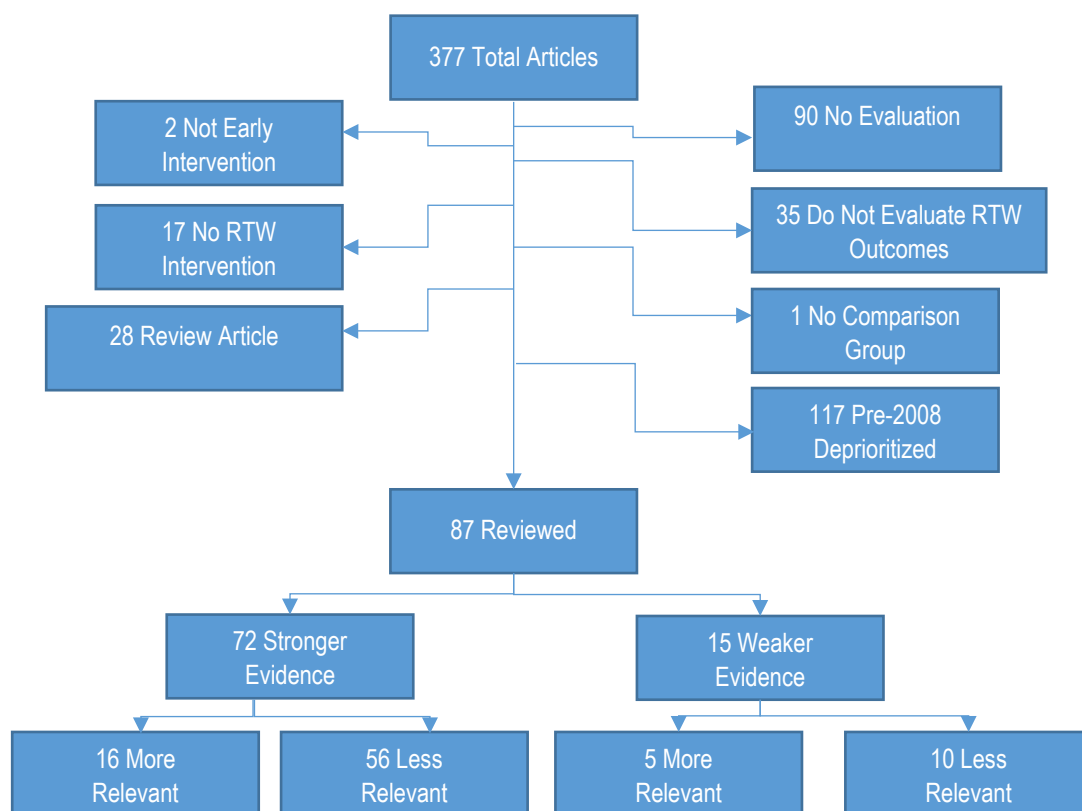 377 Total Articles
2 Not Early
Intervention
90 No Evaluation
17 No RTW
Intervention
35 Do Not Evaluate RTW
Outcomes
28 Review Article
1 No Comparison
Group
117 Pre-2008
Deprioritized
87 Reviewed
72 Stronger
Evidence
15 Weaker
Evidence
16 More
Relevant
56 Less
Relevant
5 More
Relevant
10 Less
Relevant